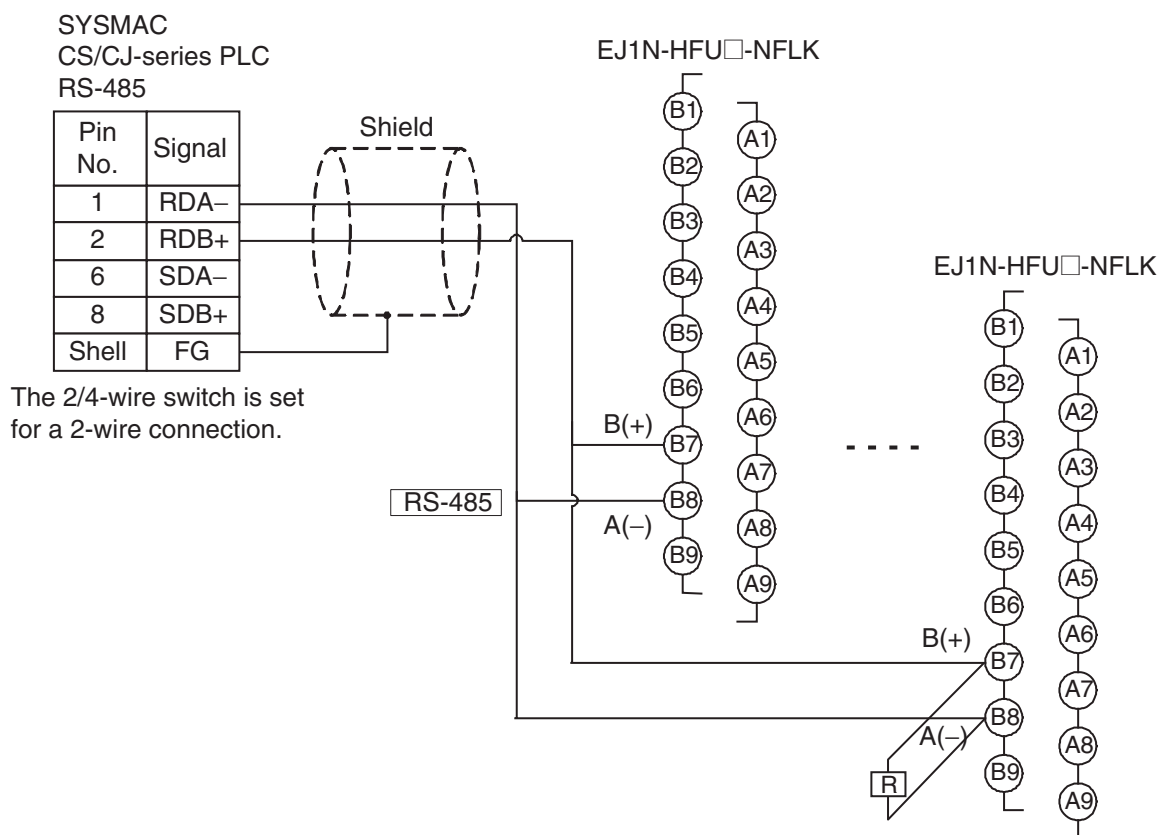 SYSMAC
CS/CJ-series PLC
RS-485
Pin No. Signal
1 RDA−
2 RDB+
6 SDA−
8 SDB+
Shell FG
Shield
The 2/4-wire switch is set
for a 2-wire connection.
RS-485
EJ1N-HFU□-NFLK
B1
B2
B3
B4
B5
B6
B(+) B7
B8
A(−)
B9
A1
A2
A3
A4
A5
A6
A7
A8
A9
EJ1N-HFU□-NFLK
B1
B2
B3
B4
B5
B6
B(+)
B7
B8
A(−)
B9
R
A1
A2
A3
A4
A5
A6
A7
A8
A9